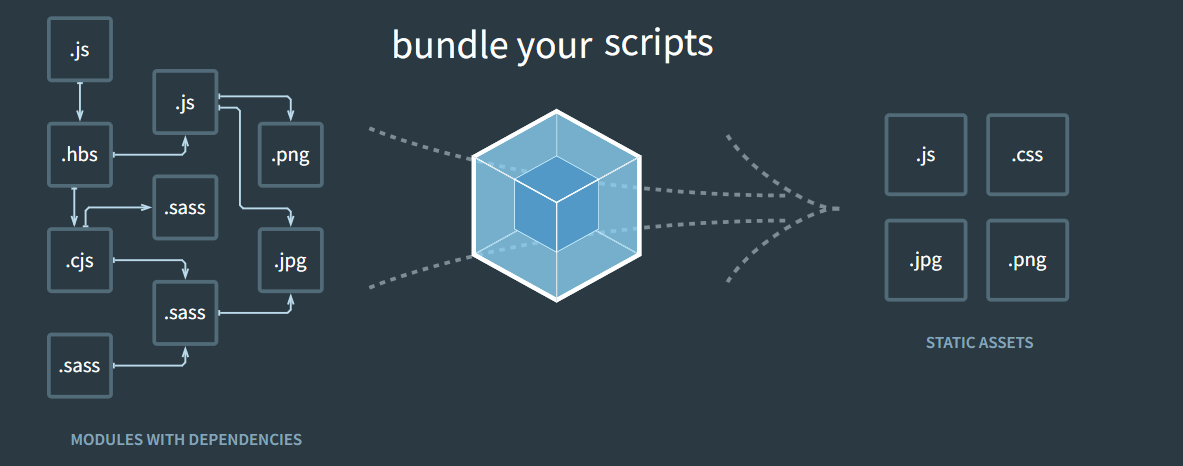 bundle your scripts
.js
.js
.hbs
.png
.sass
.cjs
.jpg
.sass
.sass
MODULES WITH DEPENDENCIES
.js
.css
.jpg
.png
STATIC ASSETS